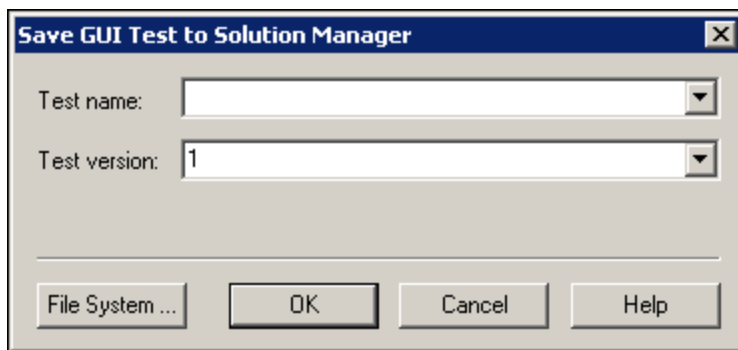 Save GUI Test to Solution Manager
Test name:
Test version: 1
File System ... OK Cancel Help